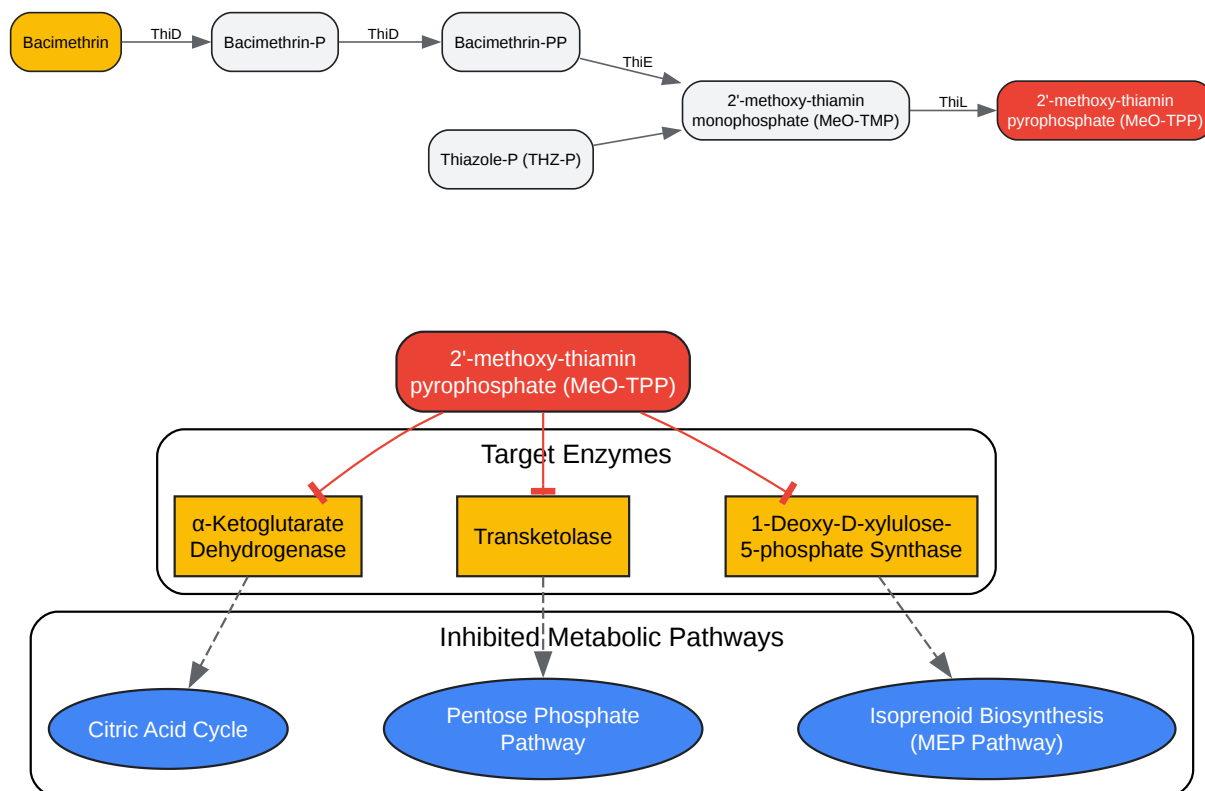 Bacimethrin
ThiD
Bacimethrin-P
ThiD
Bacimethrin-PP
ThiE
2'-methoxy-thiamin
monophosphate (MeO-TMP)
ThiL
2'-methoxy-thiamin
pyrophosphate (MeO-TPP)
Thiazole-P (THZ-P)
2'-methoxy-thiamin
pyrophosphate (MeO-TPP)
Target Enzymes
α-Ketoglutarate
Dehydrogenase
Transketolase
1-Deoxy-D-xylulose-
5-phosphate Synthase
Inhibited Metabolic Pathways
Citric Acid Cycle
Pentose Phosphate
Pathway
Isoprenoid Biosynthesis
(MEP Pathway)